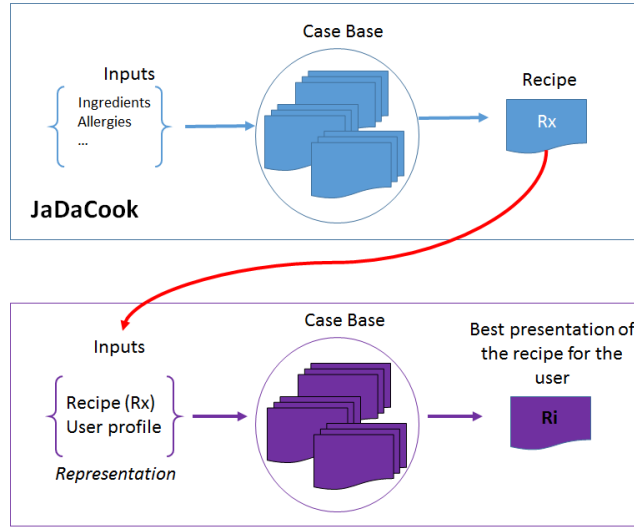 Case Base
Inputs
Recipe
Ingredients
Allergies
...
Rx
JaDaCook
Case Base
Best presentation of
the recipe for the
user
Inputs
Recipe (Rx)
User profile
Ri
Representation